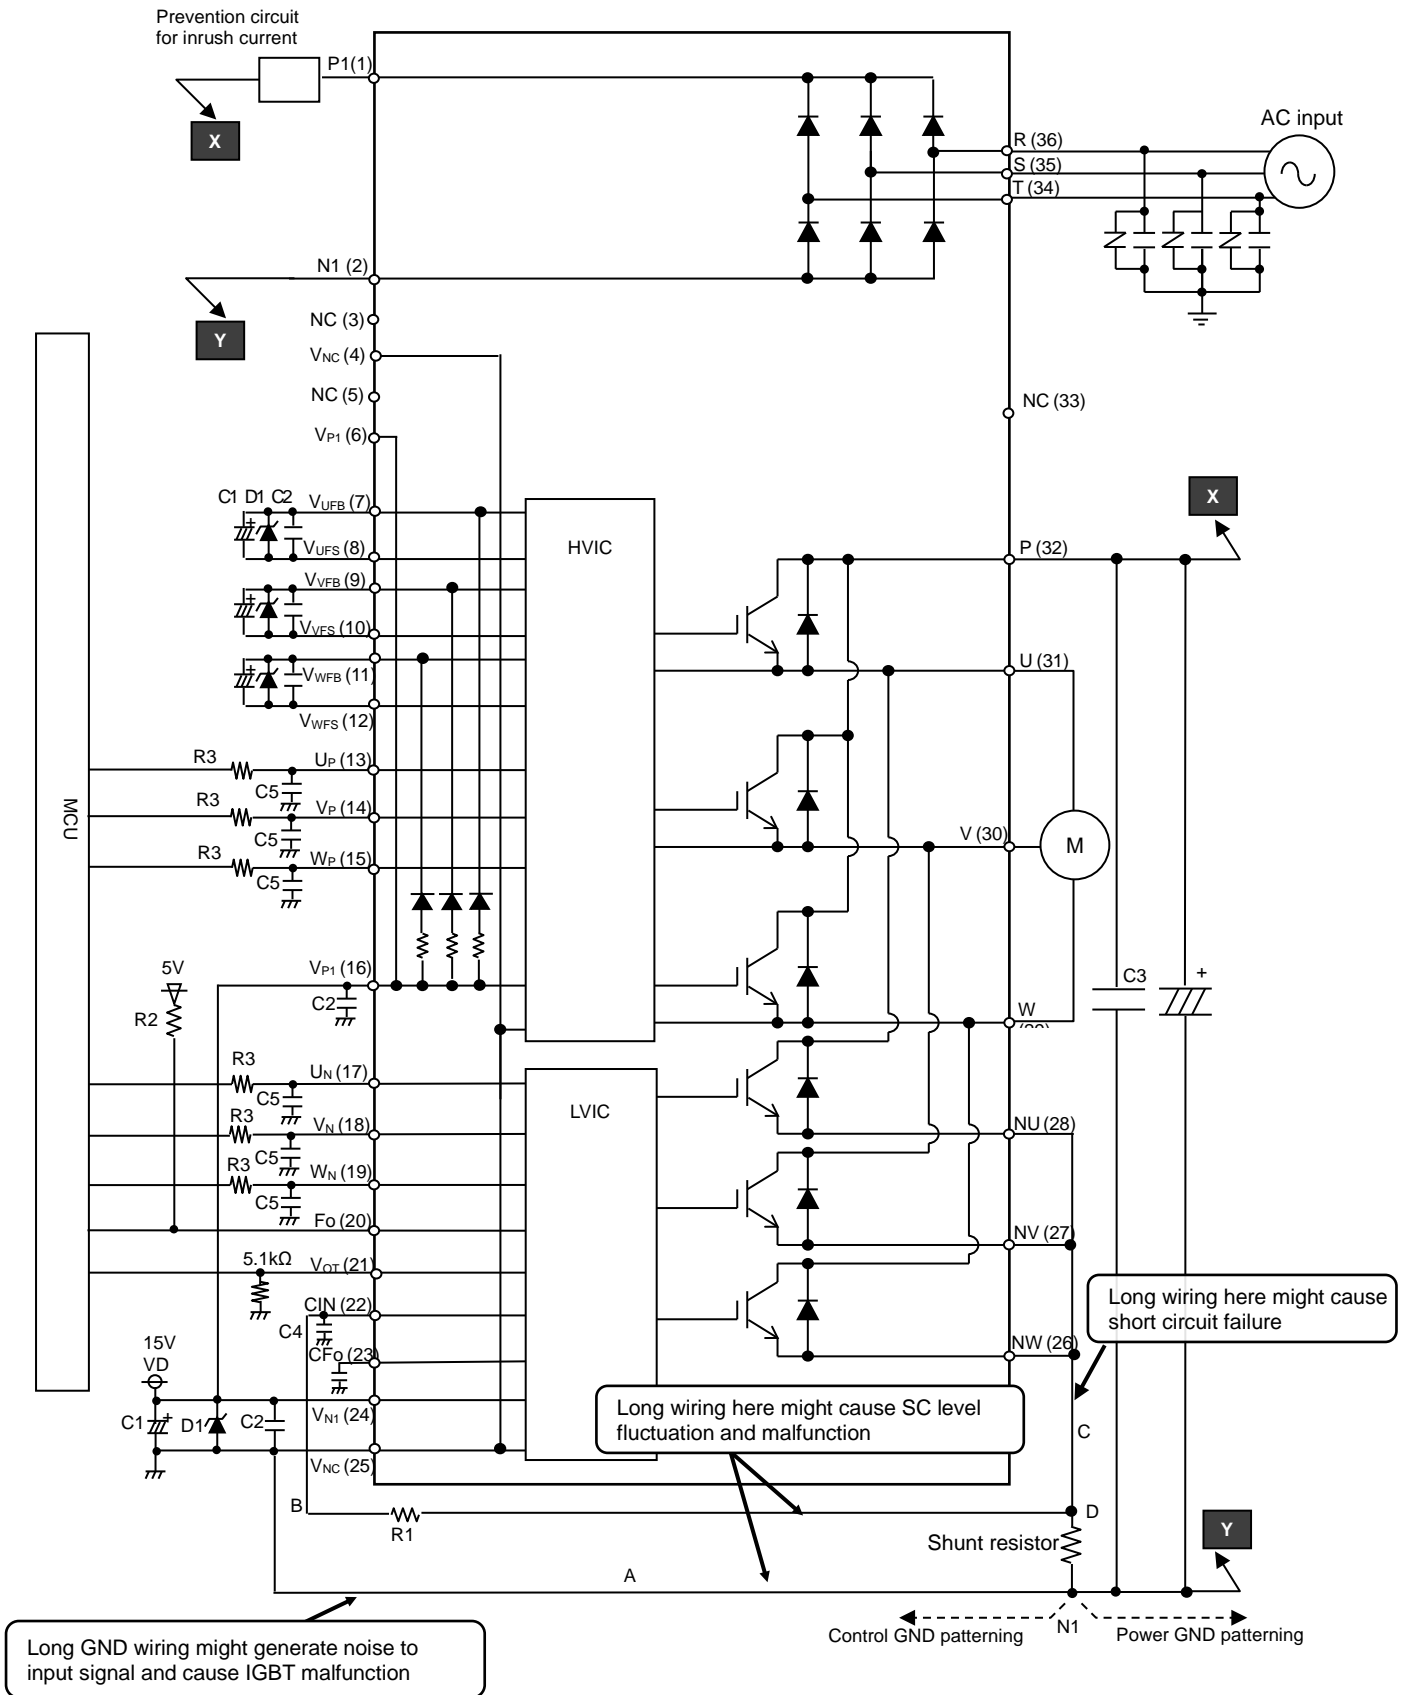 Prevention circuit
for inrush current
P1(1)
X
AC input
R (36)
S (35)
T (34)
N1 (2)
Y
NC (3)
VNC (4)
NC (5)
NC (33)
VP1 (6)
X
C1 D1 C2
VUFB (7)
VUFS (8)
HVIC
P (32)
VVFB (9)
VVFS (10)
U (31)
VWFB (11)
VWFS (12)
R3
UP (13)
C5
R3
VP (14)
C5
MCU
V (30)
M
R3
WP (15)
C5
5V
VP1 (16)
C2
R2
C3
+
W
R3
UN (17)
C5
LVIC
R3
VN (18)
C5
NU (28)
R3
WN (19)
C5
Fo (20)
NV (27)
5.1kΩ
VOT (21)
CIN (22)
C4
Long wiring here might cause
short circuit failure
15V
VD
CFo (23)
NW (26)
C1
+
D1
C2
VN1 (24)
Long wiring here might cause SC level
fluctuation and malfunction
C
VNC (25)
B
R1
D
Y
Shunt resistor
A
N1
Control GND patterning
Power GND patterning
Long GND wiring might generate noise to
input signal and cause IGBT malfunction